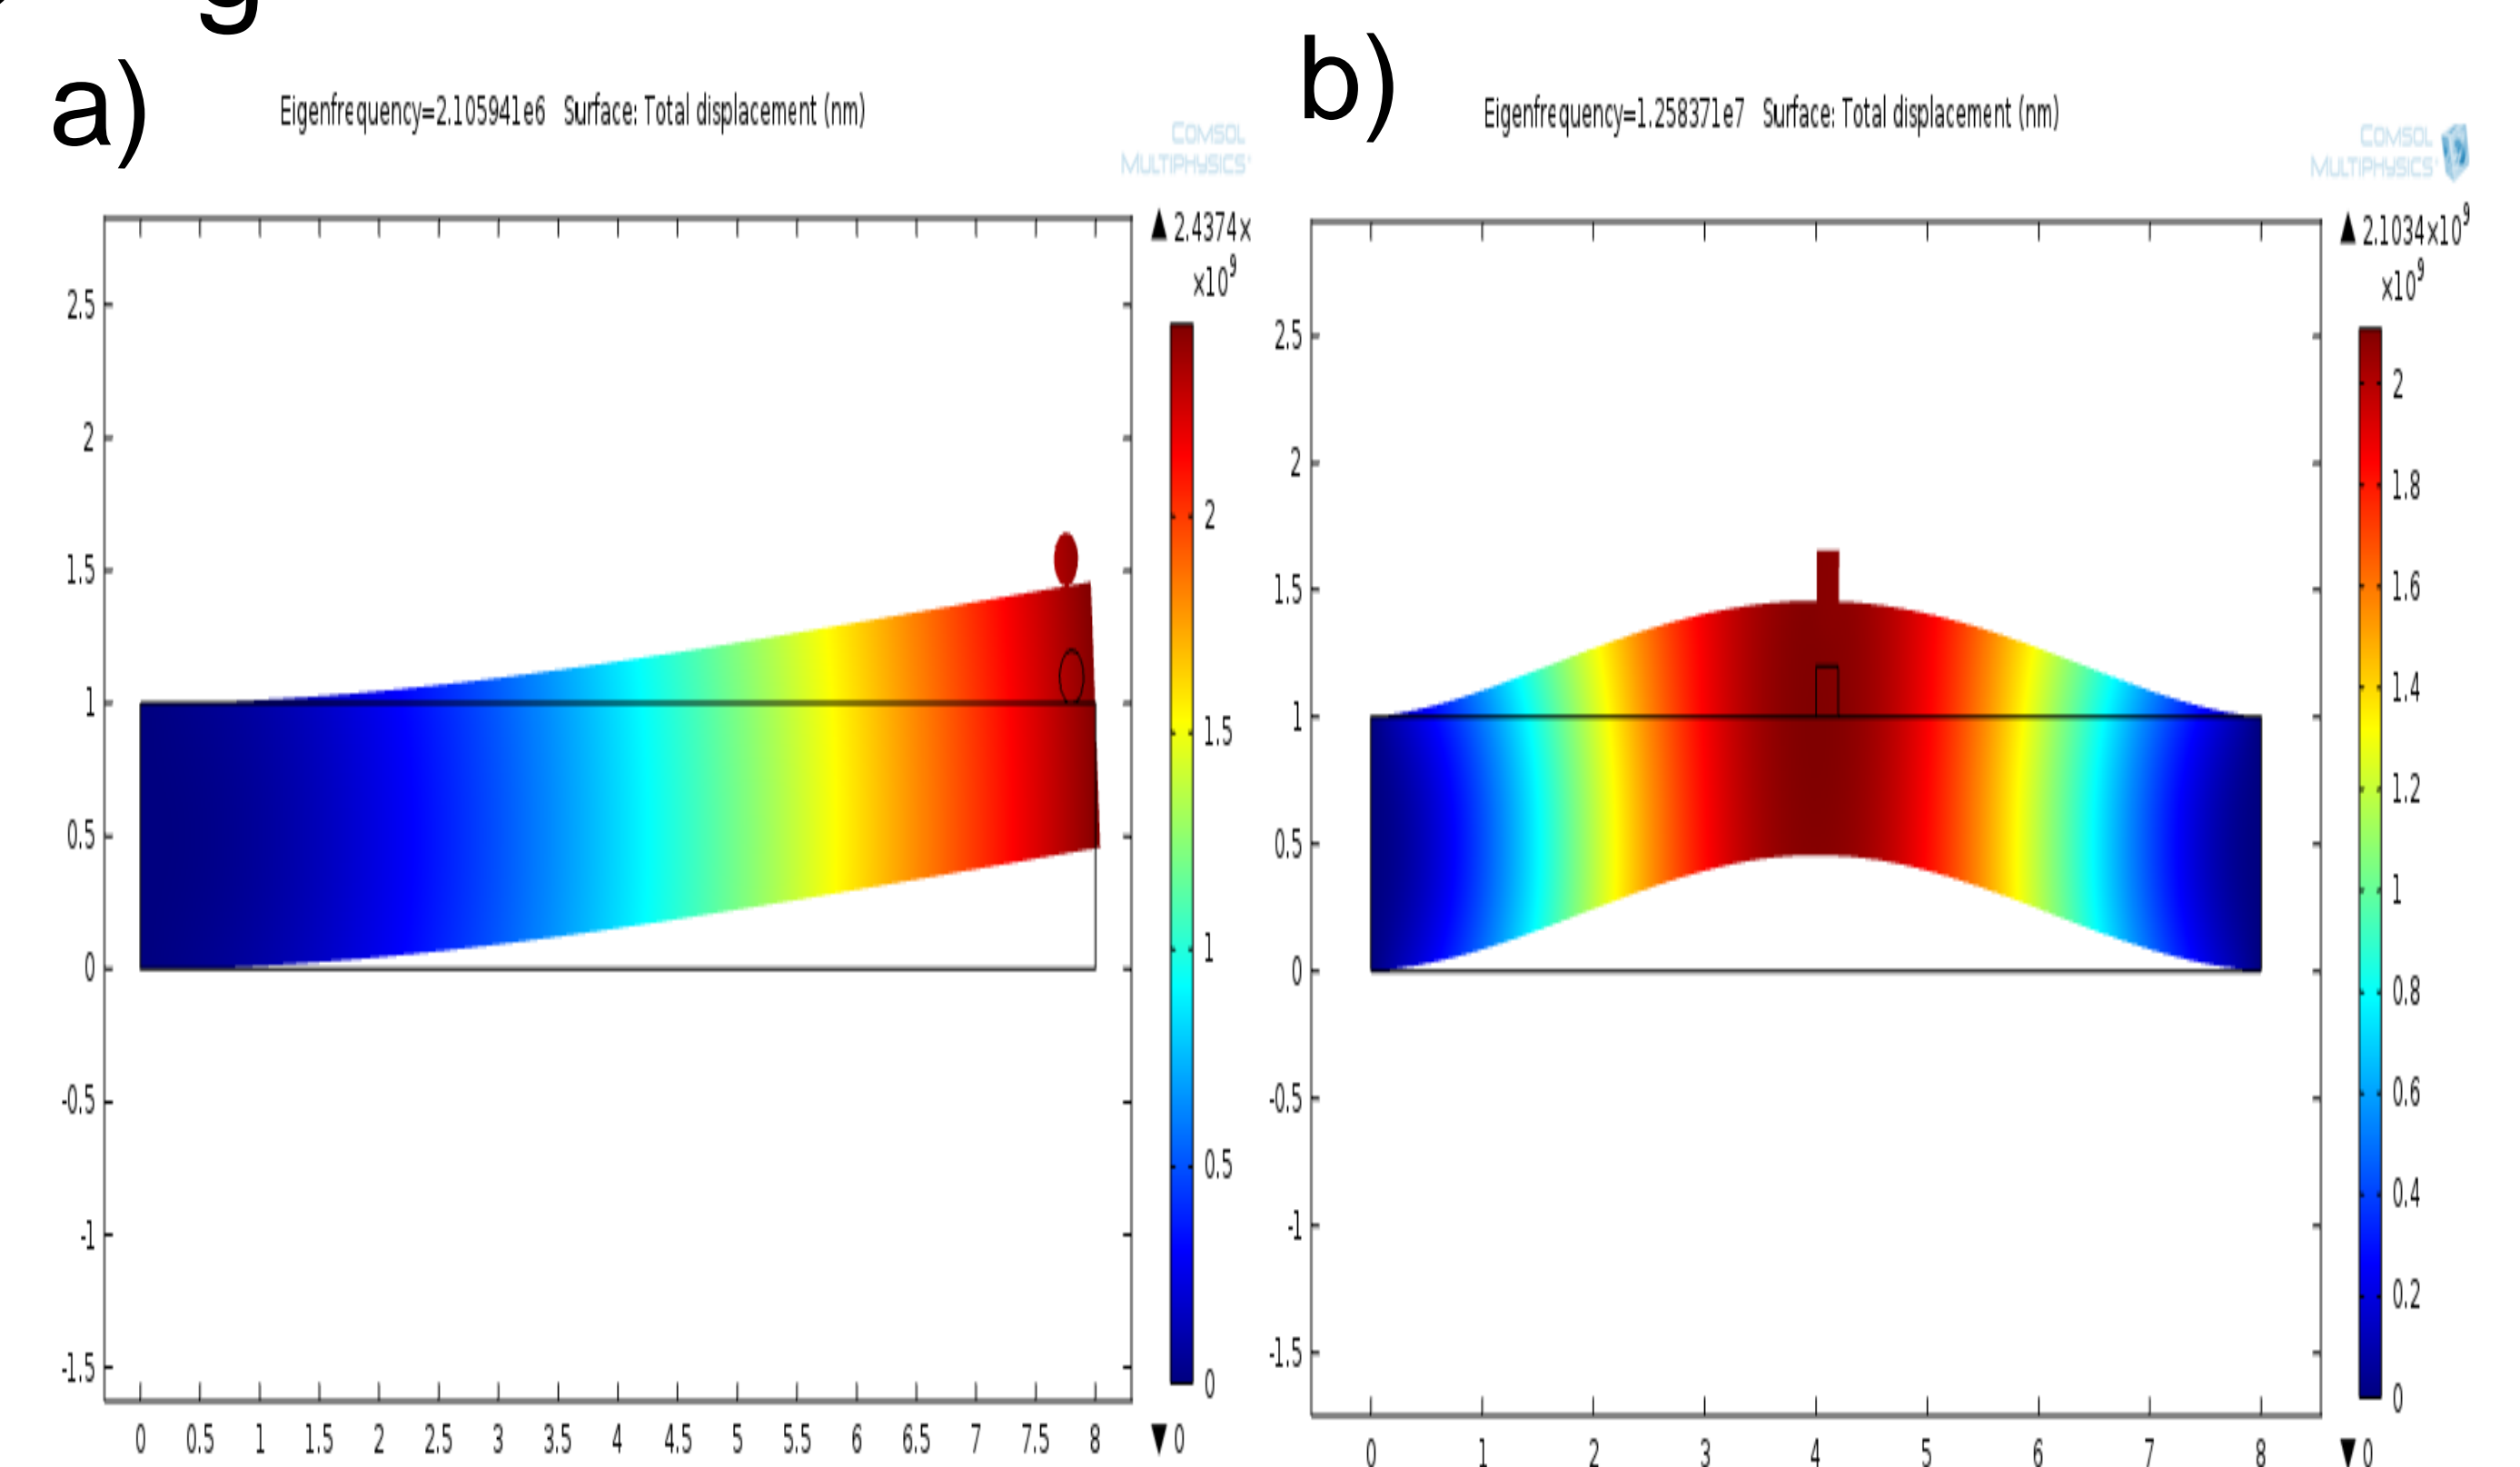 g
a)
b)
Eigenfrequency=2.105941e6 Surface: Total displacement (nm)
COMSOL
MULTIPHYSICS
▲ 2.4374x
x10⁹
2.5
2
1.5
1
0.5
0
-0.5
-1
-1.5
0 0.5 1 1.5 2 2.5 3 3.5 4 4.5 5 5.5 6 6.5 7 7.5 8
2
1.5
1
0.5
0
▼ 0
Eigenfrequency=1.258371e7 Surface: Total displacement (nm)
COMSOL
MULTIPHYSICS
▲ 2.1034x10⁹
x10⁹
2.5
2
1.5
1
0.5
0
-0.5
-1
-1.5
0 1 2 3 4 5 6 7 8
2
1.8
1.6
1.4
1.2
1
0.8
0.6
0.4
0.2
0
▼ 0